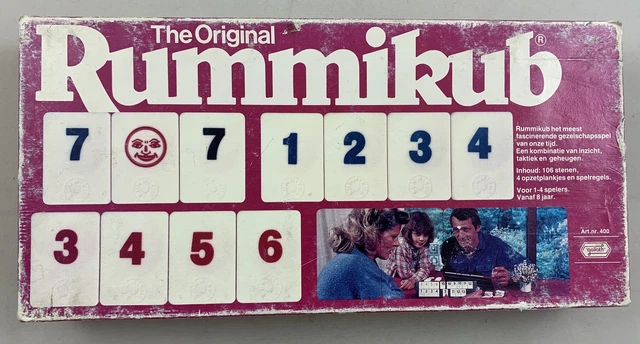 The Original
Rummikub®
7 7 1 2 3 4
Rummikub het meest
fascinerende gezelschapsspel
van onze tijd.
Een kombinatie van inzicht,
taktiek en geheugen.
Inhoud: 106 stenen,
4 opzetplankjes en spelregels.
Voor 1-4 spelers.
Vanaf 8 jaar.
3 4 5 6
Art.nr. 400
goliath